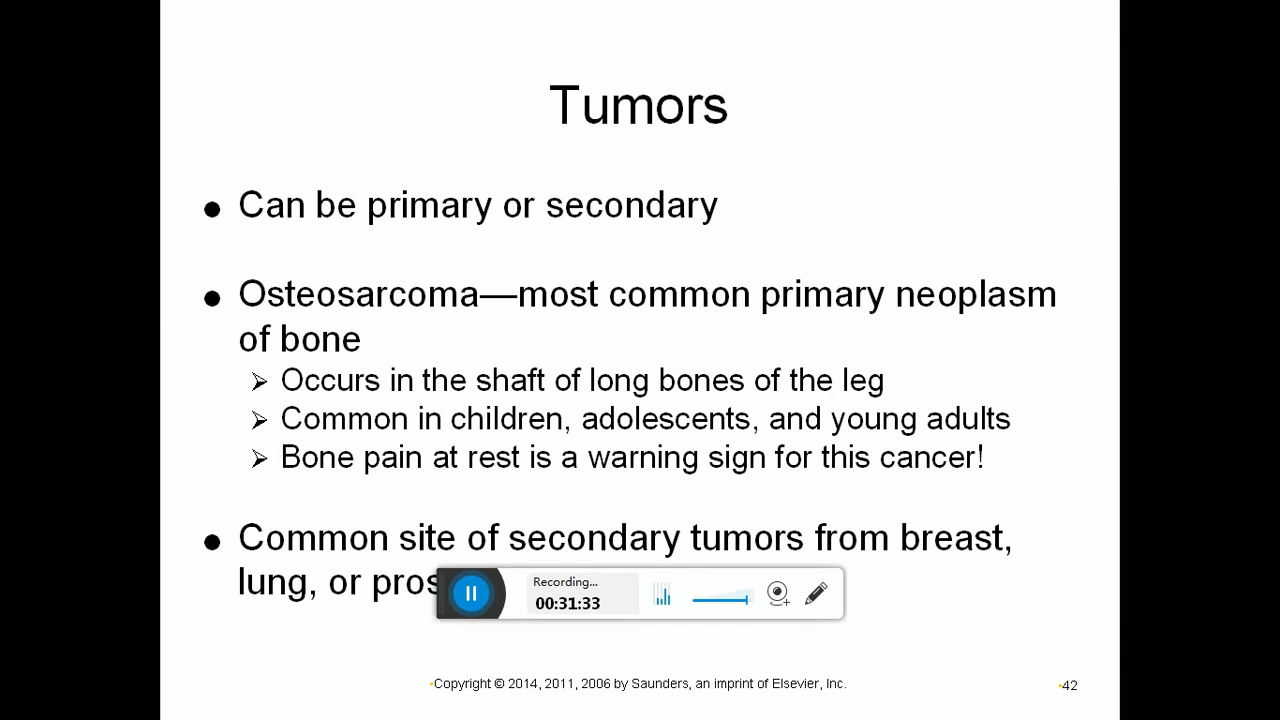 Tumors
● Can be primary or secondary
● Osteosarcoma—most common primary neoplasm
of bone
➢ Occurs in the shaft of long bones of the leg
➢ Common in children, adolescents, and young adults
➢ Bone pain at rest is a warning sign for this cancer!
● Common site of secondary tumors from breast,
lung, or
Recording...
00:31:33
•Copyright © 2014, 2011, 2006 by Saunders, an imprint of Elsevier, Inc.
•42